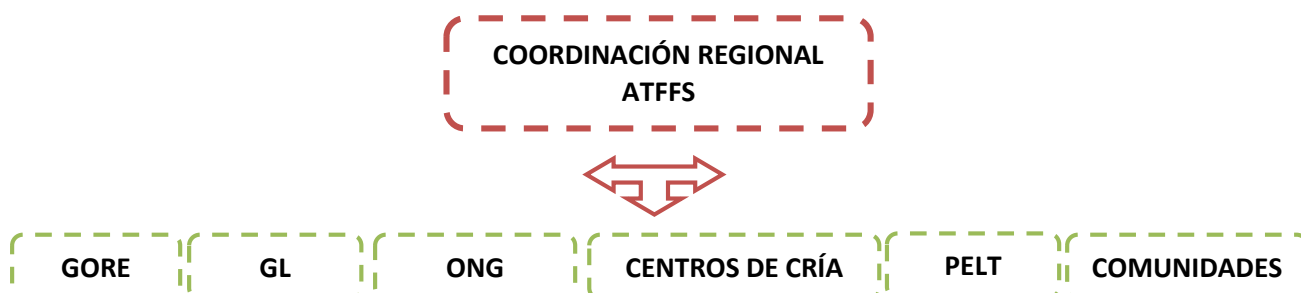 COORDINACIÓN REGIONAL
ATFFS
GORE GL ONG CENTROS DE CRÍA PELT COMUNIDADES